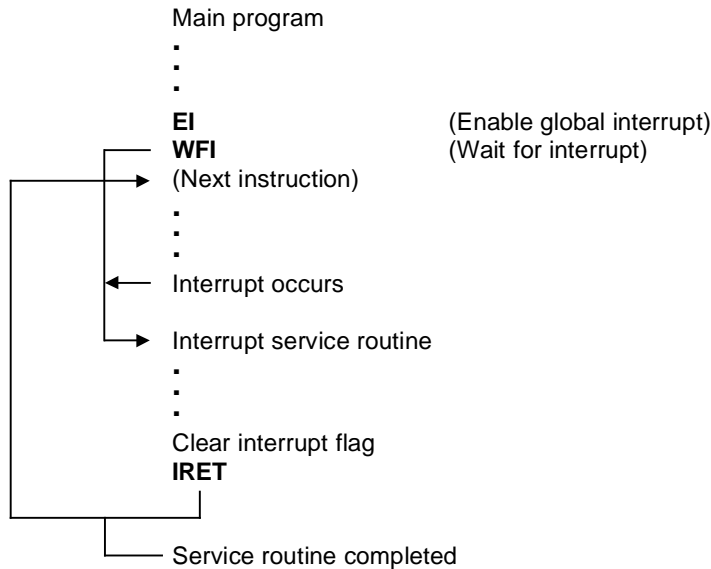 Main program
▪
▪
▪
EI (Enable global interrupt)
WFI (Wait for interrupt)
(Next instruction)
▪
▪
▪
Interrupt occurs
Interrupt service routine
▪
▪
▪
Clear interrupt flag
IRET
Service routine completed